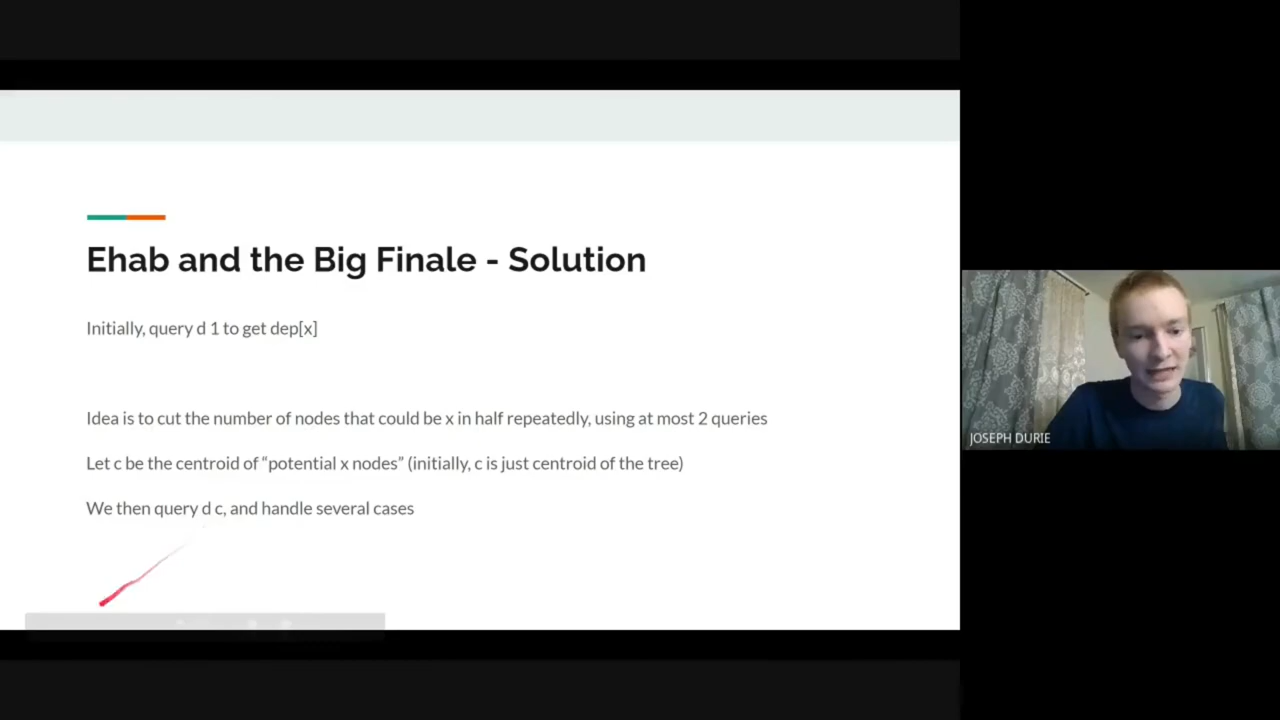 Ehab and the Big Finale - Solution
Initially, query d 1 to get dep[x]
Idea is to cut the number of nodes that could be x in half repeatedly, using at most 2 queries
Let c be the centroid of “potential x nodes” (initially, c is just centroid of the tree)
We then query d c, and handle several cases
JOSEPH DURIE